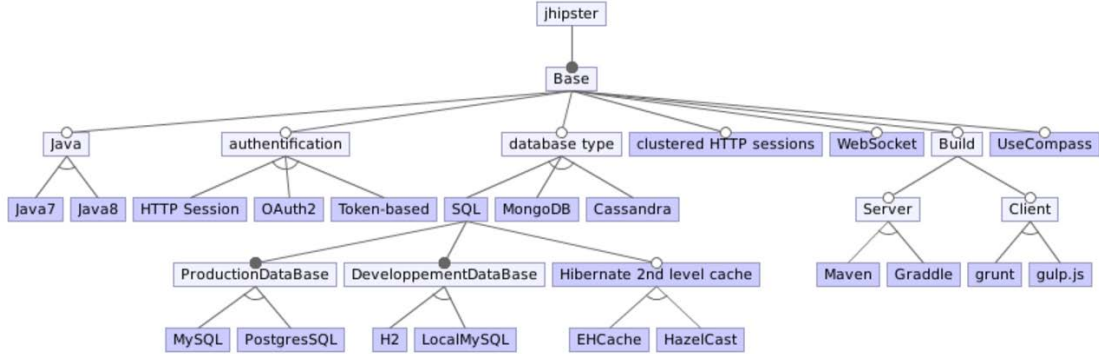 jhipster
Base
Java
authentification
database type
clustered HTTP sessions
WebSocket
Build
UseCompass
Java7
Java8
HTTP Session
OAuth2
Token-based
SQL
MongoDB
Cassandra
Server
Client
ProductionDataBase
DeveloppementDataBase
Hibernate 2nd level cache
Maven
Graddle
grunt
gulp.js
MySQL
PostgresSQL
H2
LocalMySQL
EHCache
HazelCast